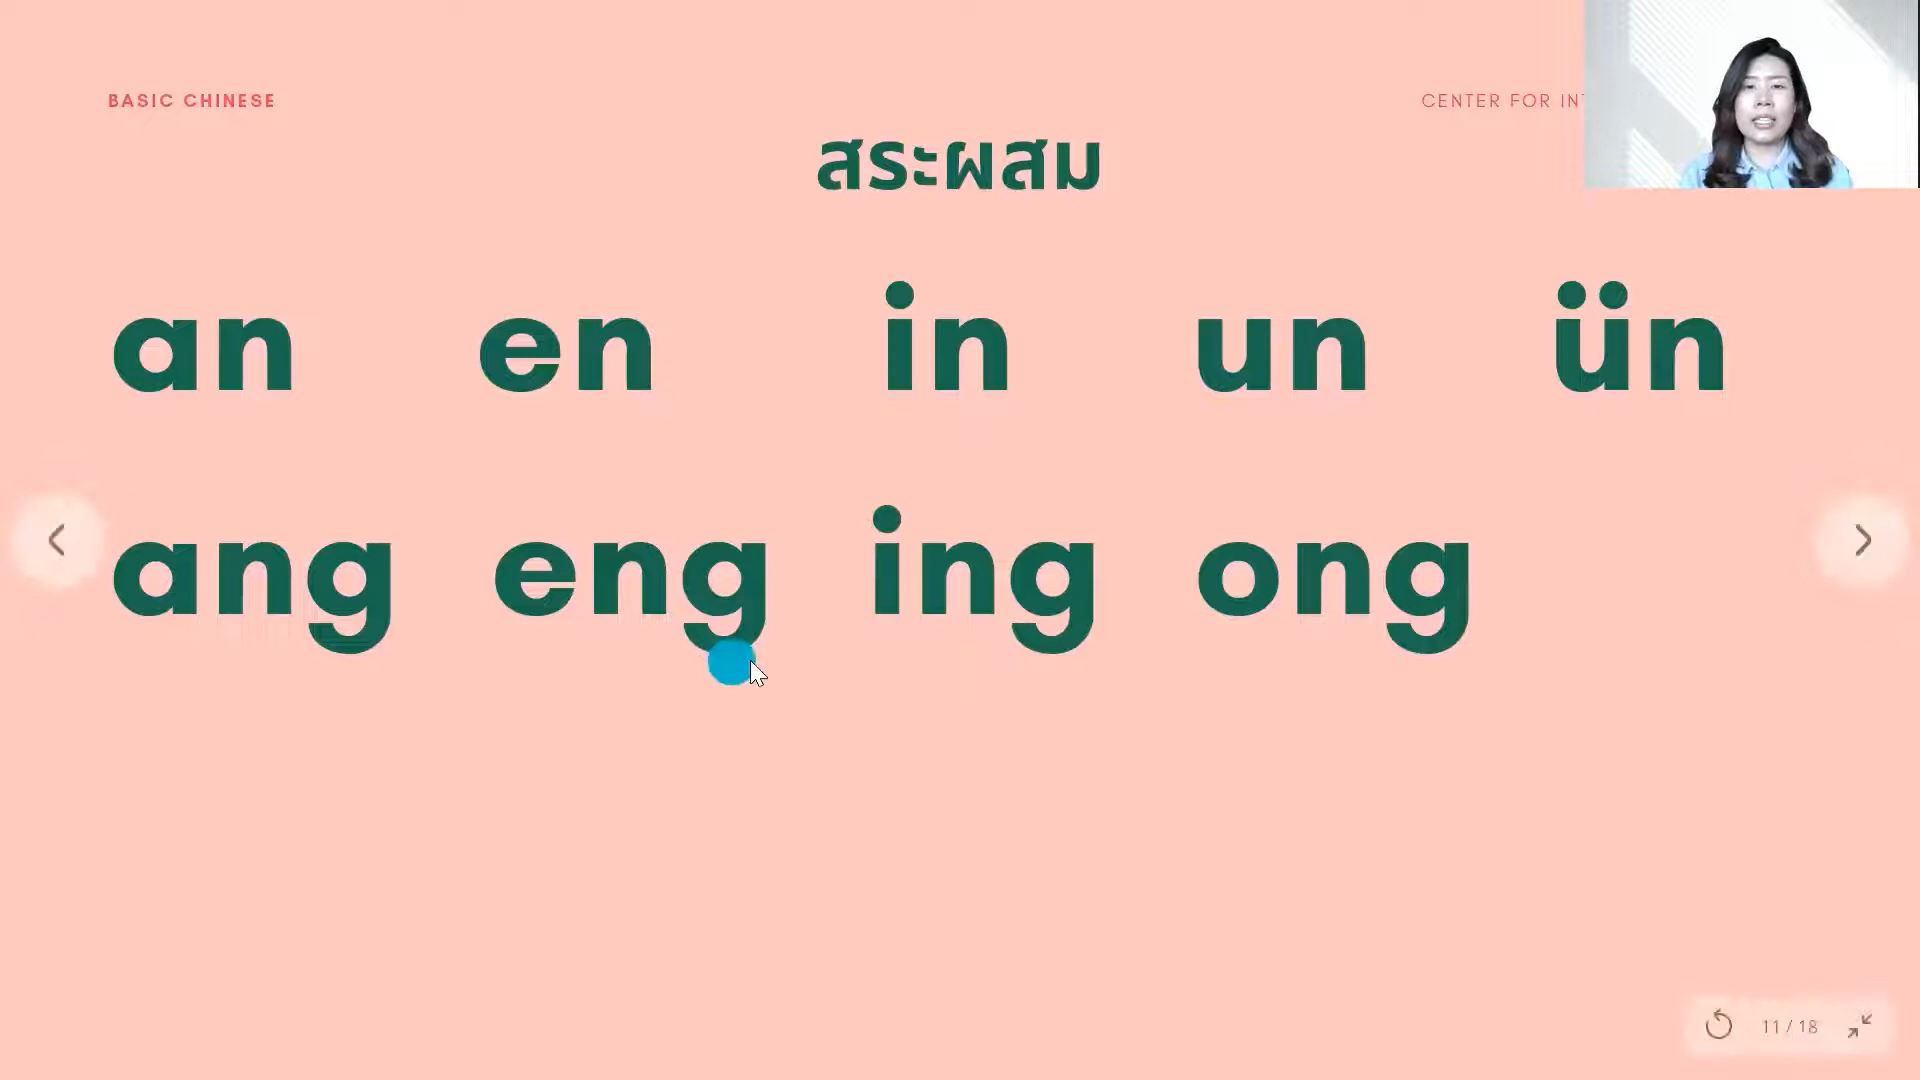 BASIC CHINESE
CENTER FOR
สระผสม
an en in un ün
ang eng ing ong
11 / 18